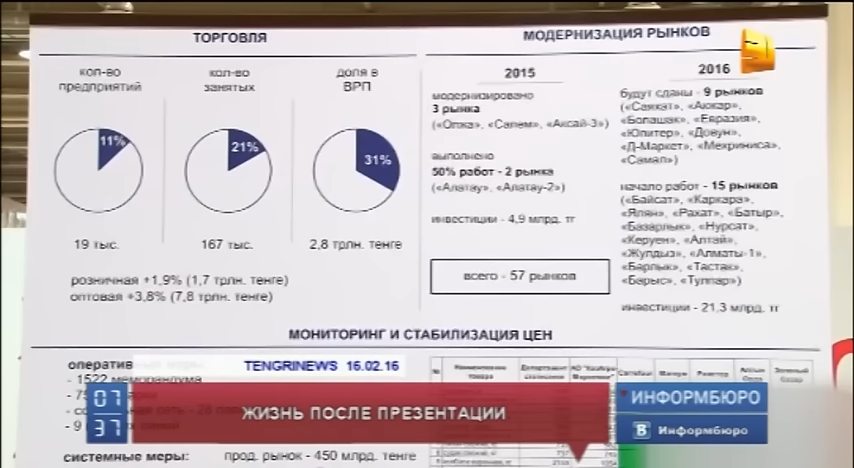 ТОРГОВЛЯ
кол-во
предприятий
кол-во
занятых
доля в
ВРП
11%
21%
31%
19 тыс.
167 тыс.
2,8 трлн. тенге
розничная +1,9% (1,7 трлн. тенге)
оптовая +3,8% (7,8 трлн. тенге)
МОДЕРНИЗАЦИЯ РЫНКОВ
2015
модернизировано
3 рынка
(«Олжа», «Сапем», «Аксай-3»)
выполнено
50% работ - 2 рынка
(«Алатау», «Алатау-2»)
инвестиции - 4,9 млрд. тг
всего - 57 рынков
2016
будут сданы - 9 рынков
(«Саяхат», «Аккар»,
«Болашак», «Евразия»,
«Юпитер», «Довун»,
«Д-Маркет», «Мехриниса»,
«Самал»)
начало работ - 15 рынков
(«Байсат», «Каркара»,
«Ялян», «Рахат», «Батыр»,
«Базарлык», «Нурсат»,
«Керуен», «Алтай»,
«Жулдыз», «Алматы-1»,
«Барлык», «Тастак»,
«Барыс», «Тулпар»)
инвестиции - 21,3 млрд. тг
МОНИТОРИНГ И СТАБИЛИЗАЦИЯ ЦЕН
TENGRINEWS 16.02.16
- 1522 меморандума
07
37
ЖИЗНЬ ПОСЛЕ ПРЕЗЕНТАЦИИ
ИНФОРМБЮРО
В Информбюро
системные меры:
прод. рынок - 450 млрд. тенге